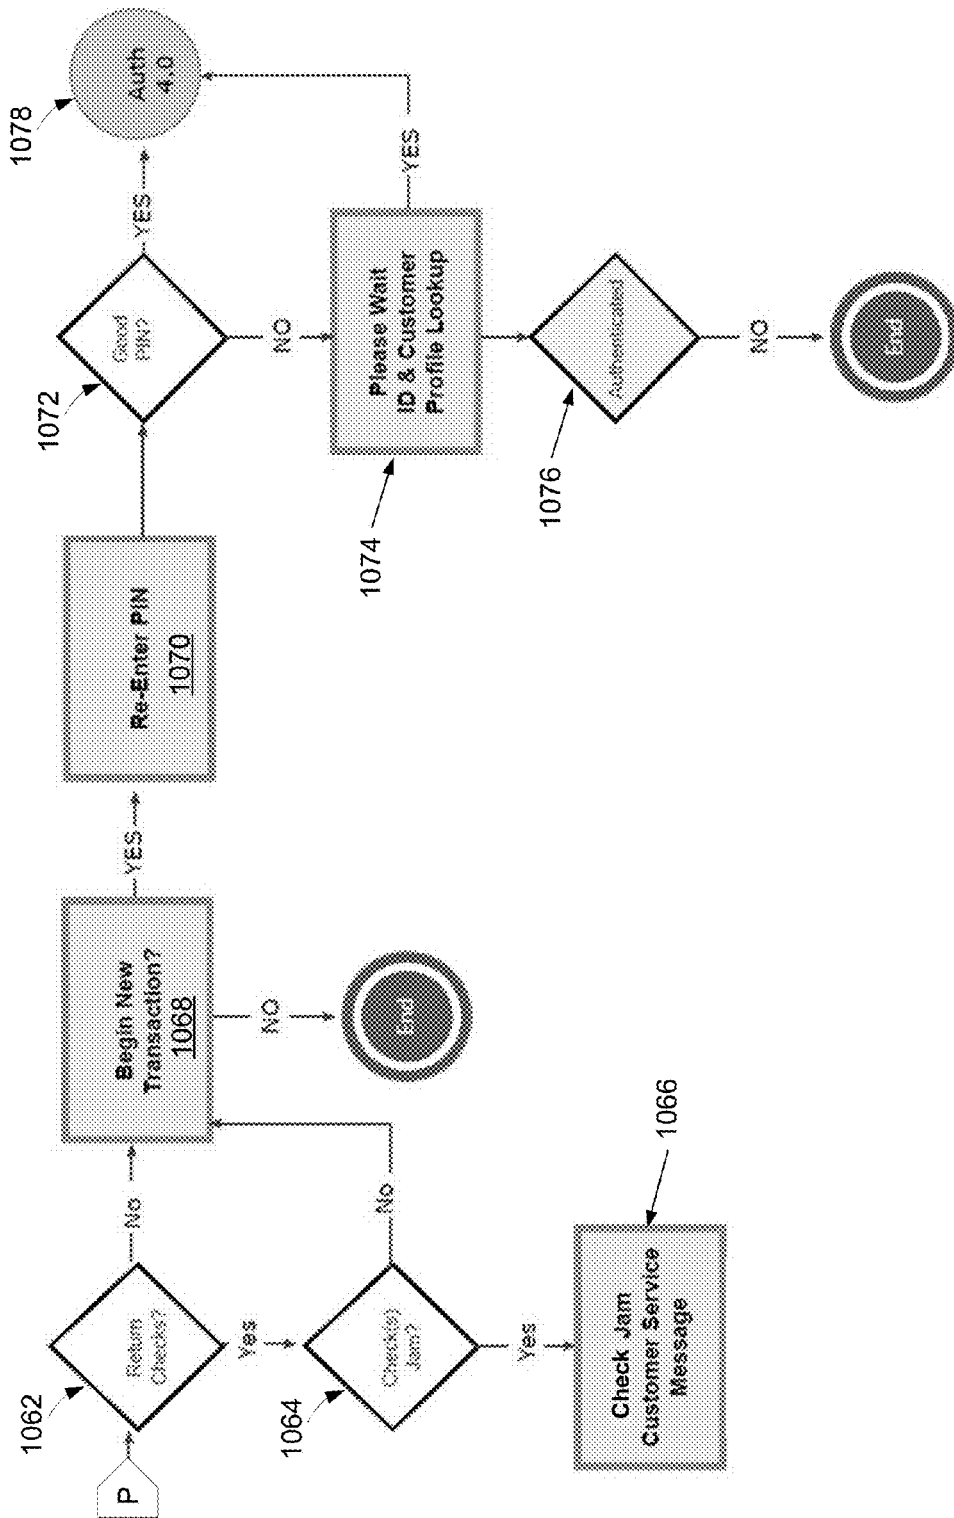 P
1062
Return
Checks?
No
Yes
1064
Check(s)
Jam?
No
Yes
Check Jam
Customer Service
Message
1066
Begin New
Transaction?
1068
NO
End
YES
Re-Enter PIN
1070
1072
Good
PIN?
YES
Auth
4.0
1078
NO
Please Wait
ID & Customer
Profile Lookup
1074
YES
1076
Authenticated
NO
End